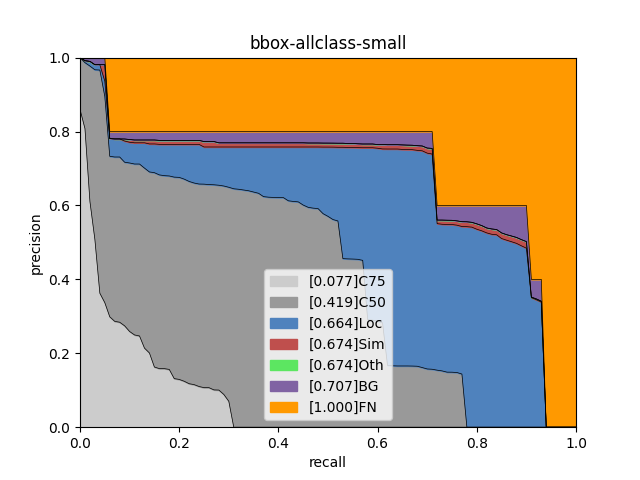 bbox-allclass-small
precision
1.0
0.8
0.6
0.4
0.2
0.0
[0.077]C75
[0.419]C50
[0.664]Loc
[0.674]Sim
[0.674]Oth
[0.707]BG
[1.000]FN
0.0 0.2 0.4 0.6 0.8 1.0
recall